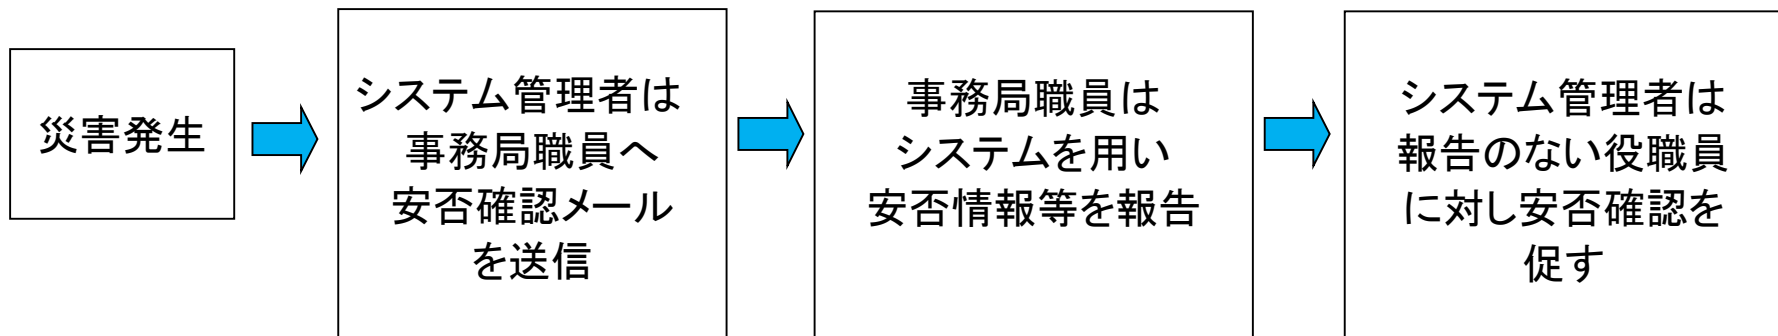 災害発生
システム管理者は
事務局職員へ
安否確認メール
を送信
事務局職員は
システムを用い
安否情報等を報告
システム管理者は
報告のない役職員
に対し安否確認を
促す